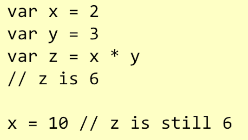 var x = 2
var y = 3
var z = x * y
// z is 6
x = 10 // z is still 6